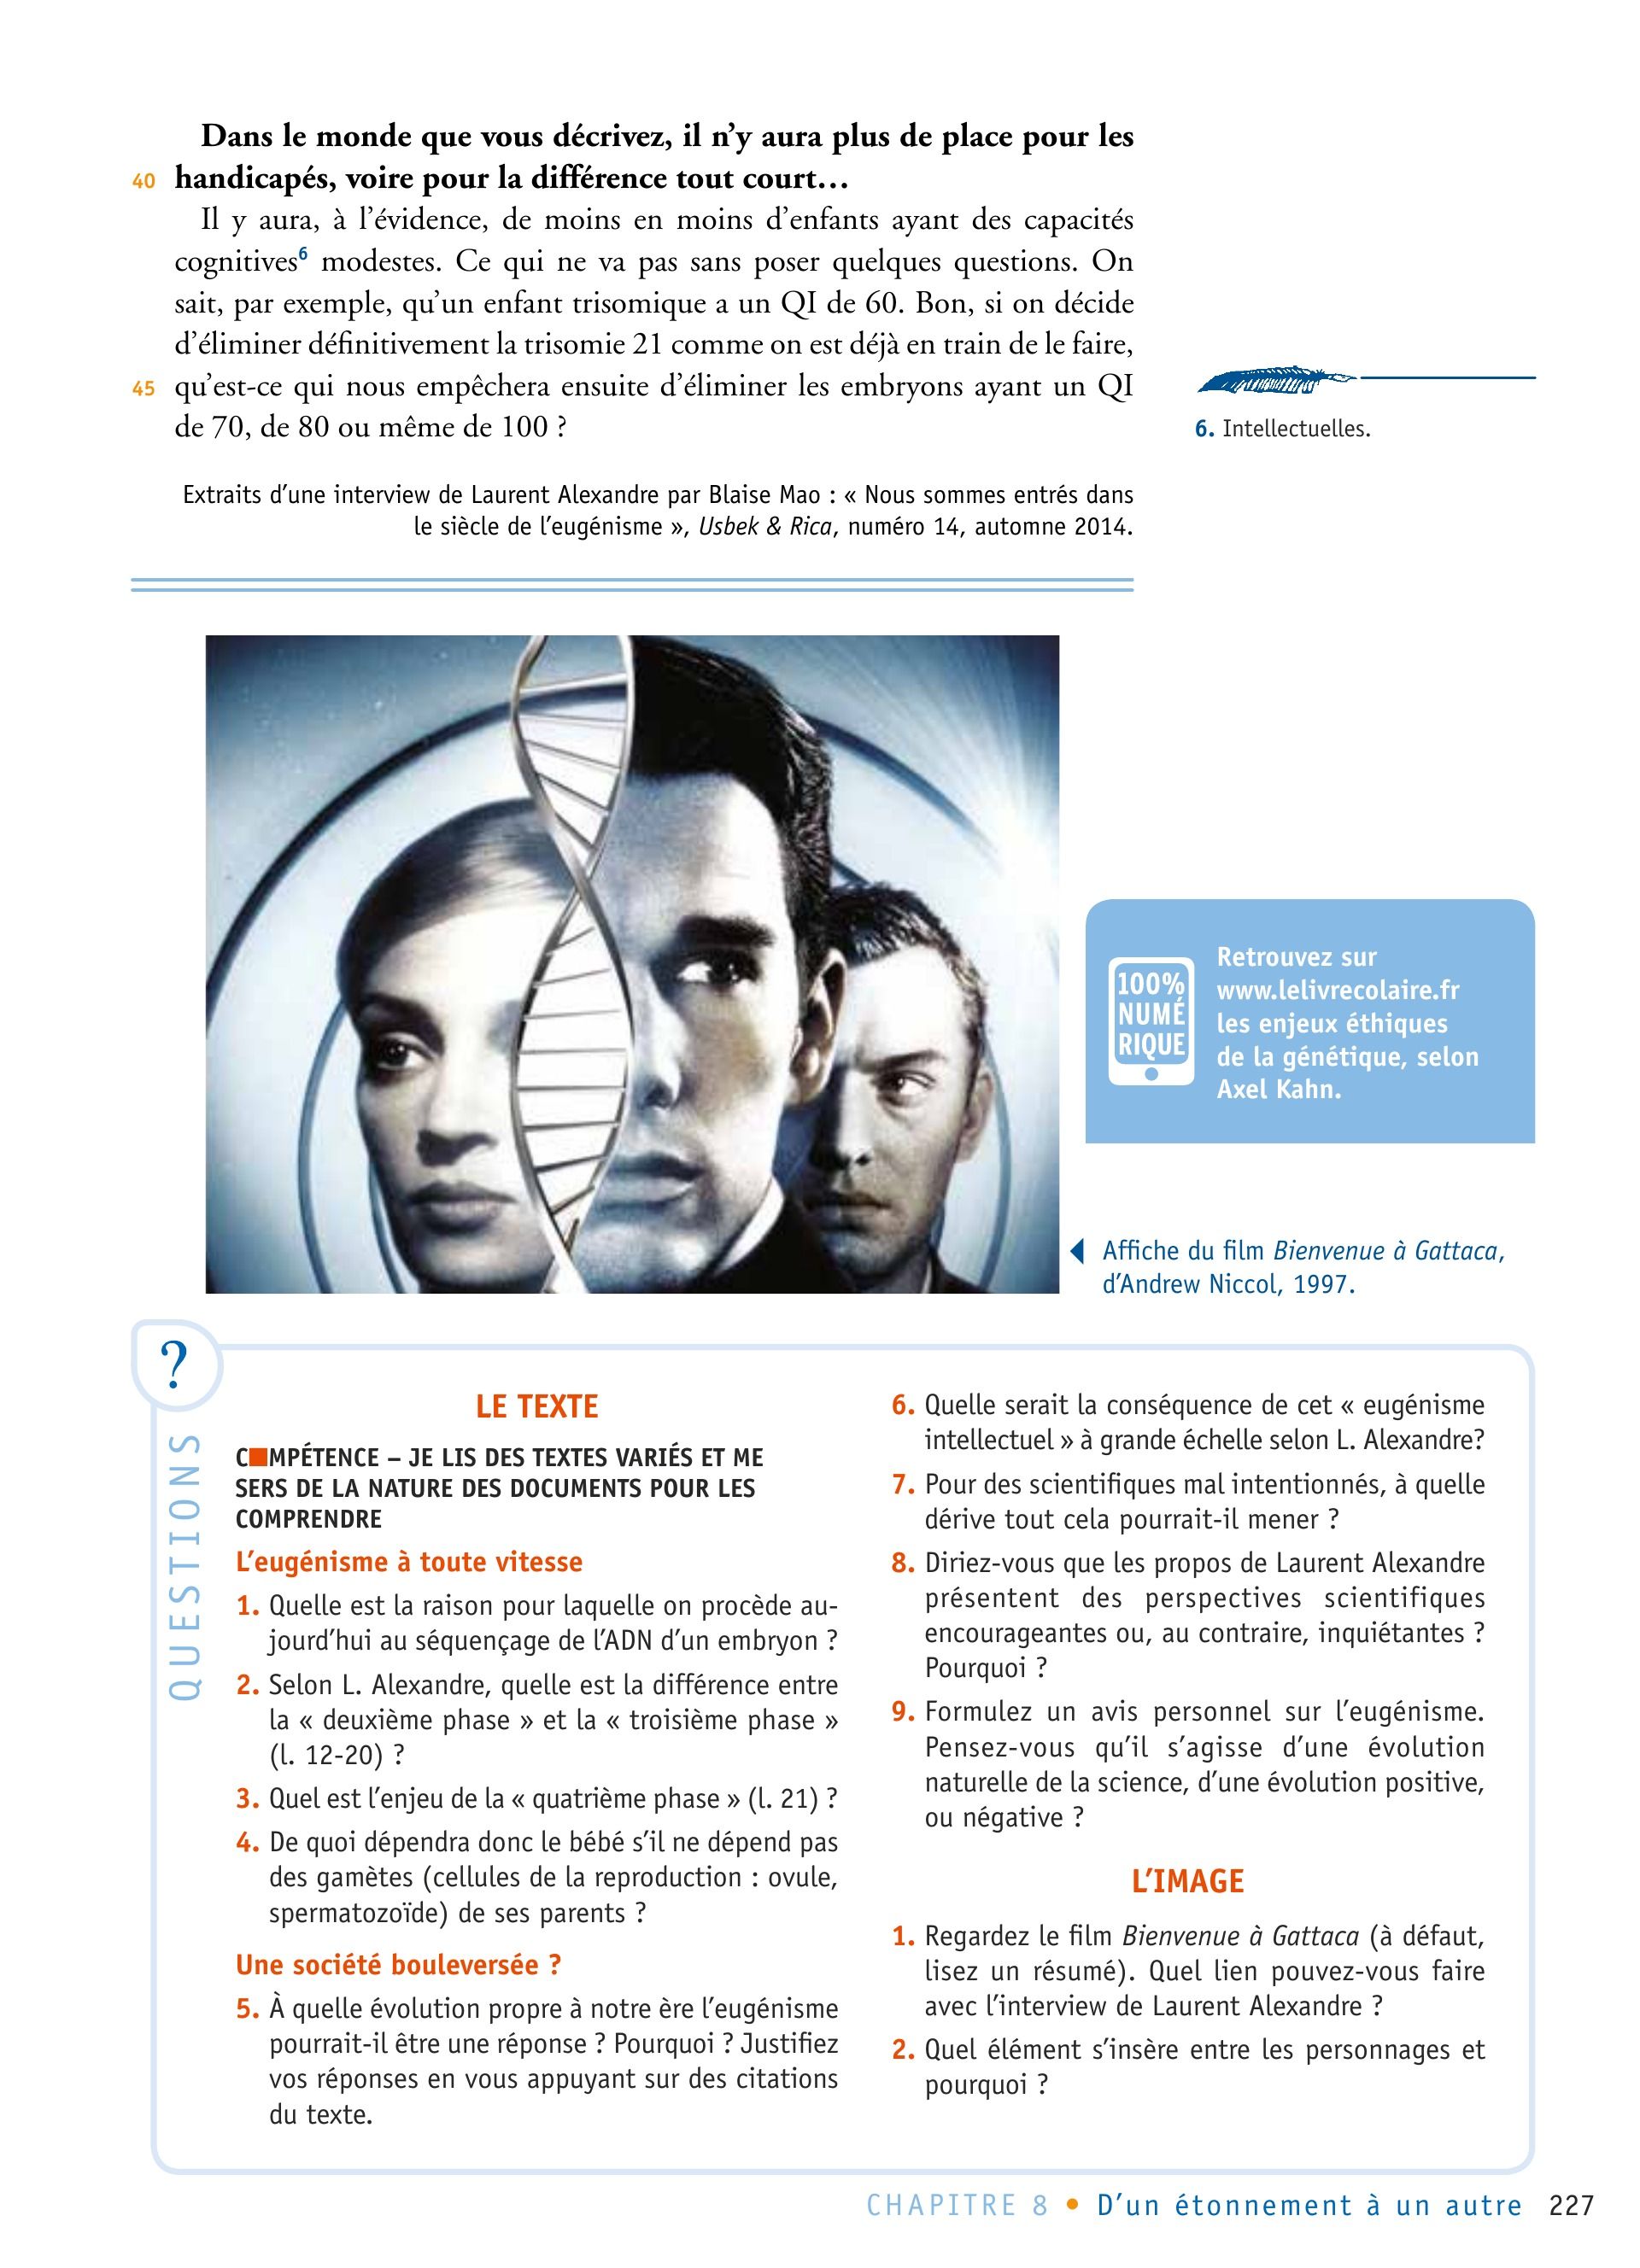 Dans le monde que vous décrivez, il n’y aura plus de place pour les
40 handicapés, voire pour la différence tout court…
Il y aura, à l’évidence, de moins en moins d’enfants ayant des capacités
cognitives6 modestes. Ce qui ne va pas sans poser quelques questions. On
sait, par exemple, qu’un enfant trisomique a un QI de 60. Bon, si on décide
d’éliminer définitivement la trisomie 21 comme on est déjà en train de le faire,
45 qu’est-ce qui nous empêchera ensuite d’éliminer les embryons ayant un QI
de 70, de 80 ou même de 100 ?
6. Intellectuelles.
Extraits d’une interview de Laurent Alexandre par Blaise Mao : « Nous sommes entrés dans
le siècle de l’eugénisme », Usbek & Rica, numéro 14, automne 2014.
100%
NUMÉ
RIQUE
Retrouvez sur
www.lelivrecolaire.fr
les enjeux éthiques
de la génétique, selon
Axel Kahn.
Affiche du film Bienvenue à Gattaca,
d’Andrew Niccol, 1997.
?
QUESTIONS
LE TEXTE
C■MPÉTENCE – JE LIS DES TEXTES VARIÉS ET ME
SERS DE LA NATURE DES DOCUMENTS POUR LES
COMPRENDRE
L’eugénisme à toute vitesse
1. Quelle est la raison pour laquelle on procède au-
jourd’hui au séquençage de l’ADN d’un embryon ?
2. Selon L. Alexandre, quelle est la différence entre
la « deuxième phase » et la « troisième phase »
(l. 12-20) ?
3. Quel est l’enjeu de la « quatrième phase » (l. 21) ?
4. De quoi dépendra donc le bébé s’il ne dépend pas
des gamètes (cellules de la reproduction : ovule,
spermatozoïde) de ses parents ?
Une société bouleversée ?
5. À quelle évolution propre à notre ère l’eugénisme
pourrait-il être une réponse ? Pourquoi ? Justifiez
vos réponses en vous appuyant sur des citations
du texte.
6. Quelle serait la conséquence de cet « eugénisme
intellectuel » à grande échelle selon L. Alexandre?
7. Pour des scientifiques mal intentionnés, à quelle
dérive tout cela pourrait-il mener ?
8. Diriez-vous que les propos de Laurent Alexandre
présentent des perspectives scientifiques
encourageantes ou, au contraire, inquiétantes ?
Pourquoi ?
9. Formulez un avis personnel sur l’eugénisme.
Pensez-vous qu’il s’agisse d’une évolution
naturelle de la science, d’une évolution positive,
ou négative ?
L’IMAGE
1. Regardez le film Bienvenue à Gattaca (à défaut,
lisez un résumé). Quel lien pouvez-vous faire
avec l’interview de Laurent Alexandre ?
2. Quel élément s’insère entre les personnages et
pourquoi ?
CHAPITRE 8 • D’un étonnement à un autre 227